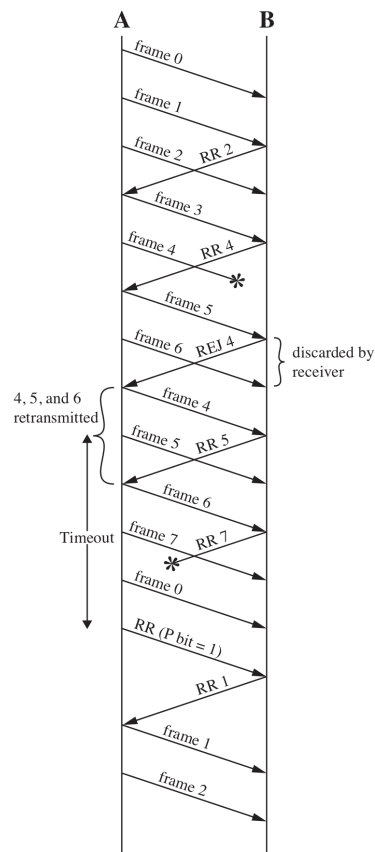 A
B
frame 0
frame 1
frame 2
RR 2
frame 3
frame 4
RR 4
*
frame 5
frame 6
REJ 4
discarded by
receiver
4, 5, and 6
retransmitted
frame 4
frame 5
RR 5
frame 6
Timeout
frame 7
RR 7
*
frame 0
RR (P bit = 1)
RR 1
frame 1
frame 2